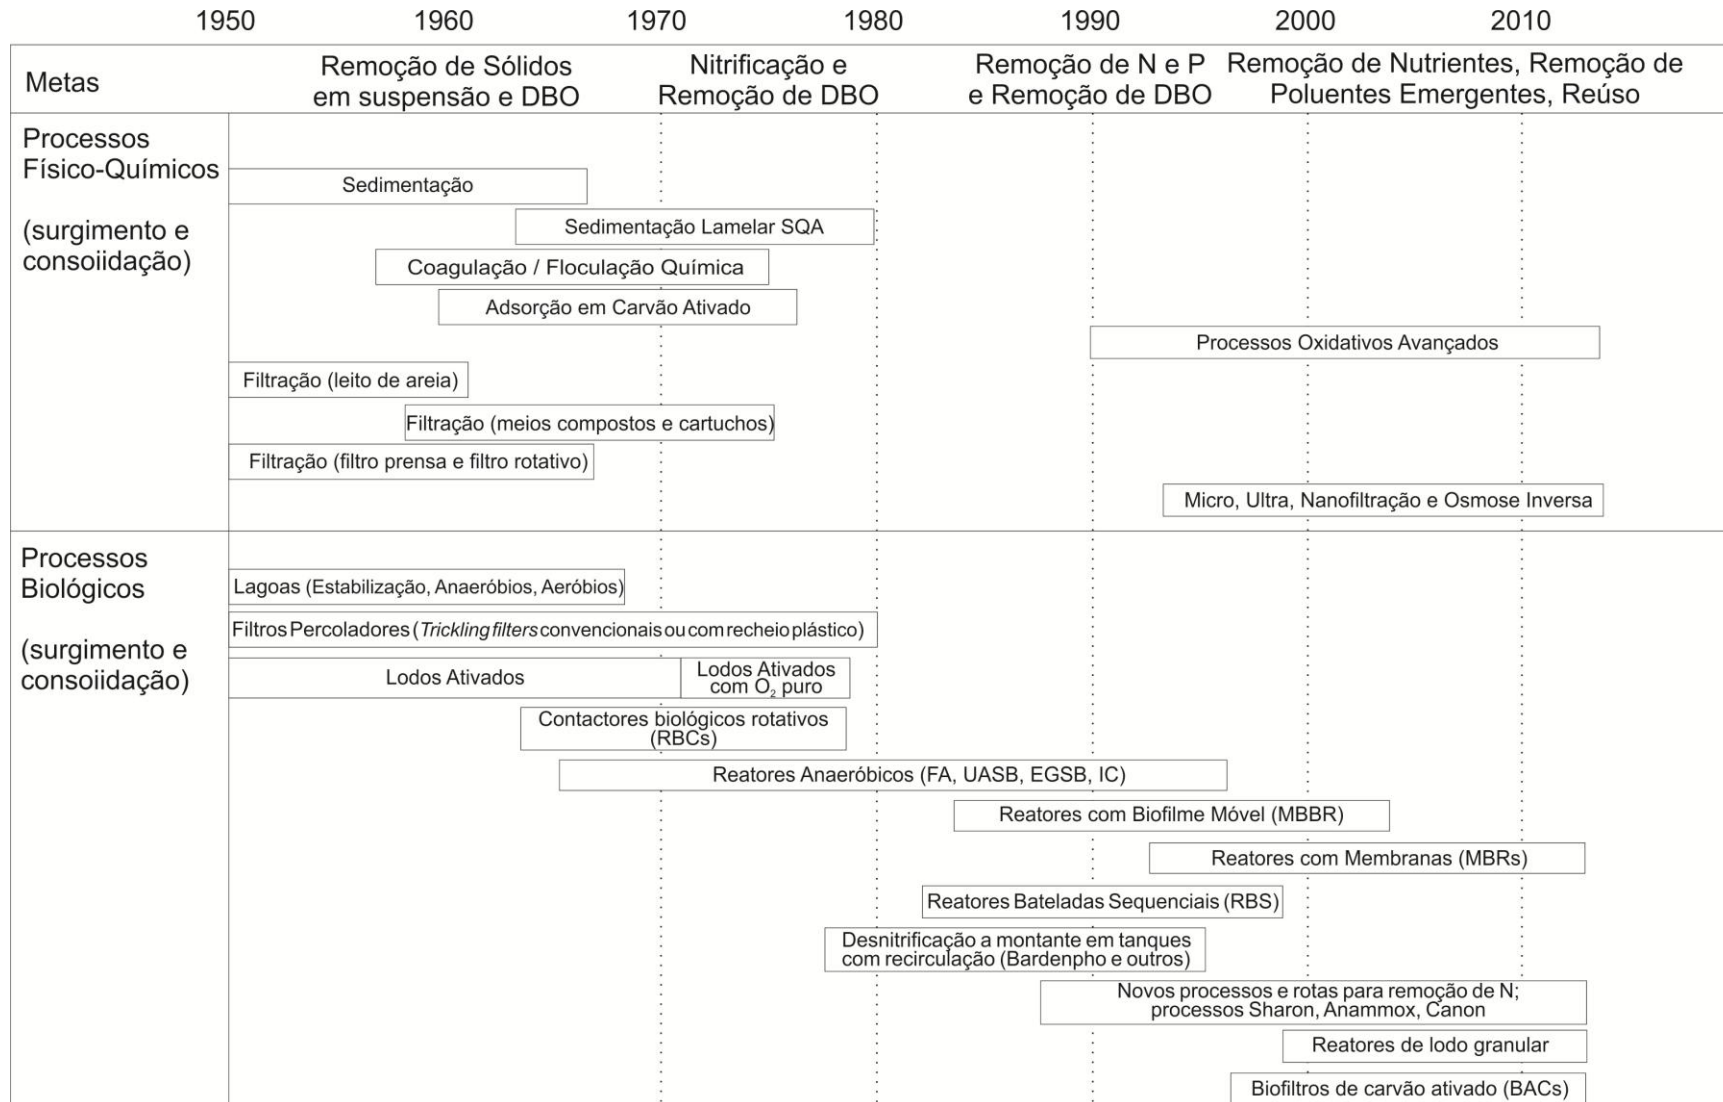 1950 1960 1970 1980 1990 2000 2010
Metas
Remoção de Sólidos
em suspensão e DBO
Nitrificação e
Remoção de DBO
Remoção de N e P
e Remoção de DBO
Remoção de Nutrientes, Remoção de
Poluentes Emergentes, Reúso
Processos
Físico-Químicos
(surgimento e
consoiidação)
Sedimentação
Sedimentação Lamelar SQA
Coagulação / Floculação Química
Adsorção em Carvão Ativado
Processos Oxidativos Avançados
Filtração (leito de areia)
Filtração (meios compostos e cartuchos)
Filtração (filtro prensa e filtro rotativo)
Micro, Ultra, Nanofiltração e Osmose Inversa
Processos
Biológicos
(surgimento e
consoiidação)
Lagoas (Estabilização, Anaeróbios, Aeróbios)
Filtros Percoladores (Trickling filters convencionais ou com recheio plástico)
Lodos Ativados
Lodos Ativados
com O₂ puro
Contactores biológicos rotativos
(RBCs)
Reatores Anaeróbicos (FA, UASB, EGSB, IC)
Reatores com Biofilme Móvel (MBBR)
Reatores com Membranas (MBRs)
Reatores Bateladas Sequenciais (RBS)
Desnitrificação a montante em tanques
com recirculação (Bardenpho e outros)
Novos processos e rotas para remoção de N;
processos Sharon, Anammox, Canon
Reatores de lodo granular
Biofiltros de carvão ativado (BACs)